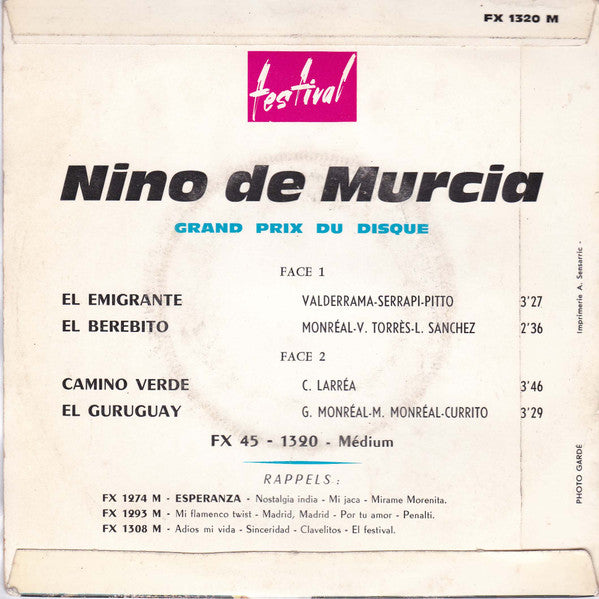 FX 1320 M
festival
Nino de Murcia
GRAND PRIX DU DISQUE
FACE 1
EL EMIGRANTE VALDERRAMA-SERRAPI-PITTO 3'27
EL BEREBITO MONRÉAL-V. TORRÈS-L. SANCHEZ 2'36
FACE 2
CAMINO VERDE C. LARRÉA 3'46
EL GURUGUAY G. MONRÉAL-M. MONRÉAL-CURRITO 3'29
FX 45 - 1320 - Médium
RAPPELS :
FX 1274 M - ESPERANZA - Nostalgia india - Mi jaca - Mirame Morenita.
FX 1293 M - Mi flamenco twist - Madrid, Madrid - Por tu amor - Penalti.
FX 1308 M - Adios mi vida - Sinceridad - Clavelitos - El festival.
Imprimerie A. Sensarric -
PHOTO GARDÉ